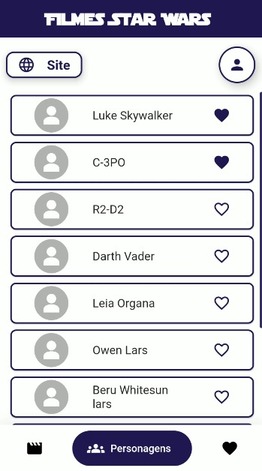 FILMES STAR WARS
Site
Luke Skywalker
C-3PO
R2-D2
Darth Vader
Leia Organa
Owen Lars
Beru Whitesun
lars
Personagens